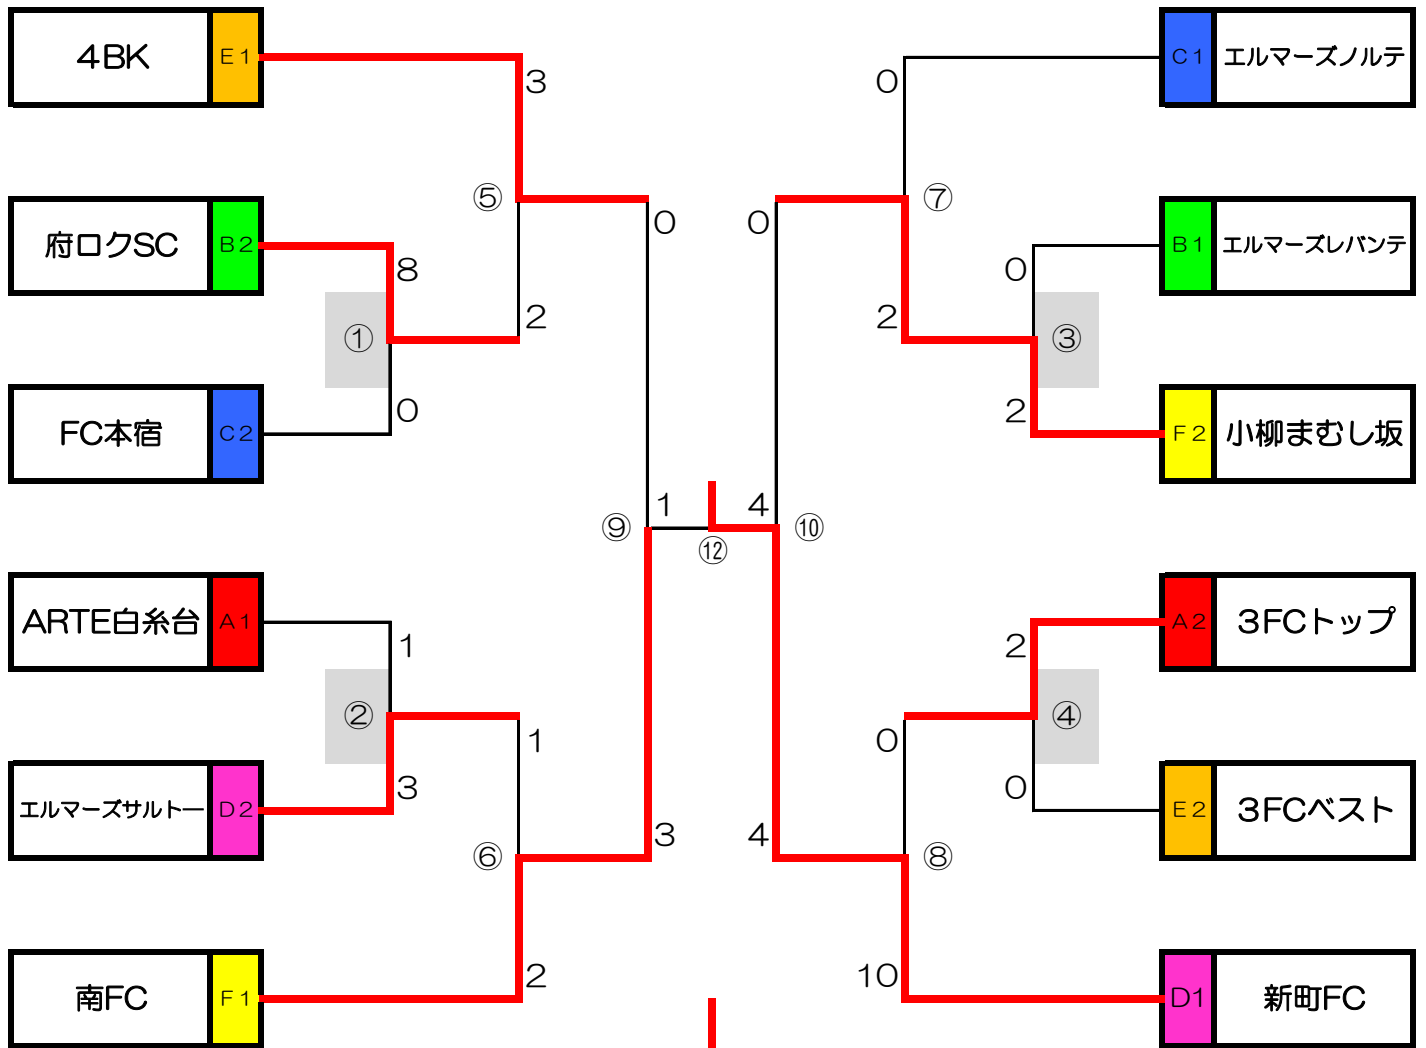 4BK E1
3
0
C1 エルマーズノルテ
⑤
⑦
府ロクSC B2
8
0
0
0
B1 エルマーズレバンテ
①
2
2
③
FC本宿 C2
0
2
F2 小柳まむし坂
⑨
1
4
⑩
⑫
ARTE白糸台 A1
1
2
A2 3FCトップ
②
1
0
④
エルマーズサルトー D2
3
3
4
0
E2 3FCベスト
⑥
⑧
南FC F1
2
10
D1 新町FC